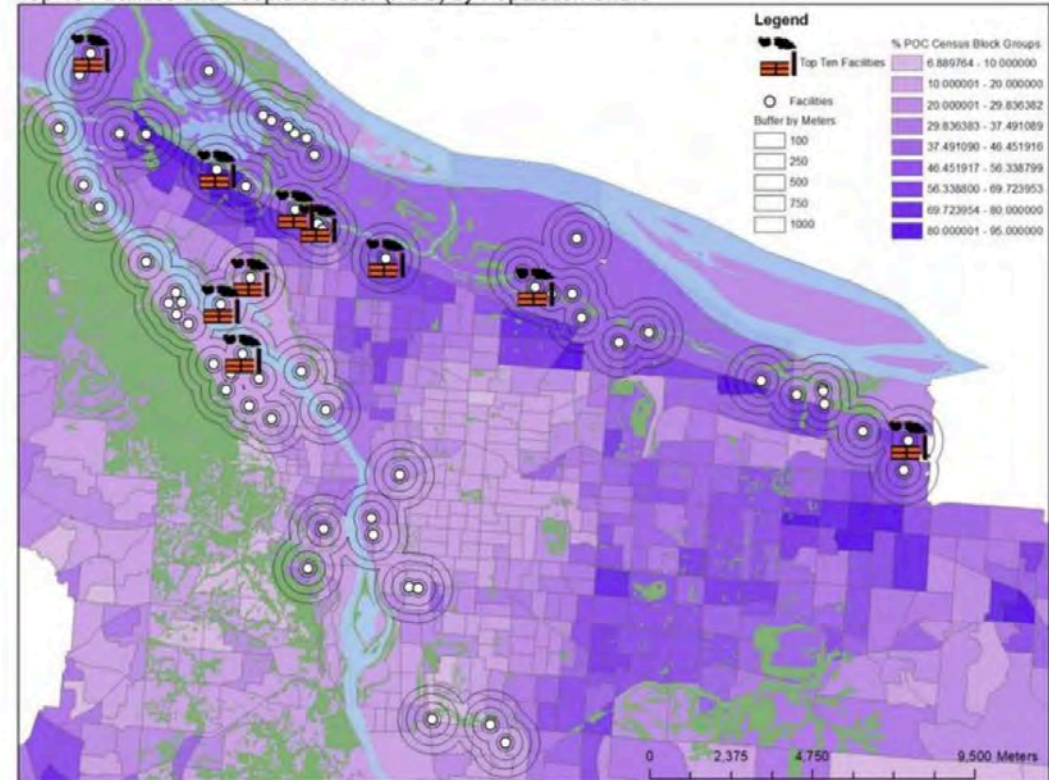 Legend
Top Ten Facilities
Facilities
Buffer by Meters
100
250
500
750
1000
% POC Census Block Groups
6.889764 - 10.000000
10.000001 - 20.000000
20.000001 - 29.836382
29.836383 - 37.491089
37.491090 - 46.451916
46.451917 - 56.338799
56.338800 - 69.723953
69.723954 - 80.000000
80.000001 - 95.000000
0 2,375 4,750 9,500 Meters